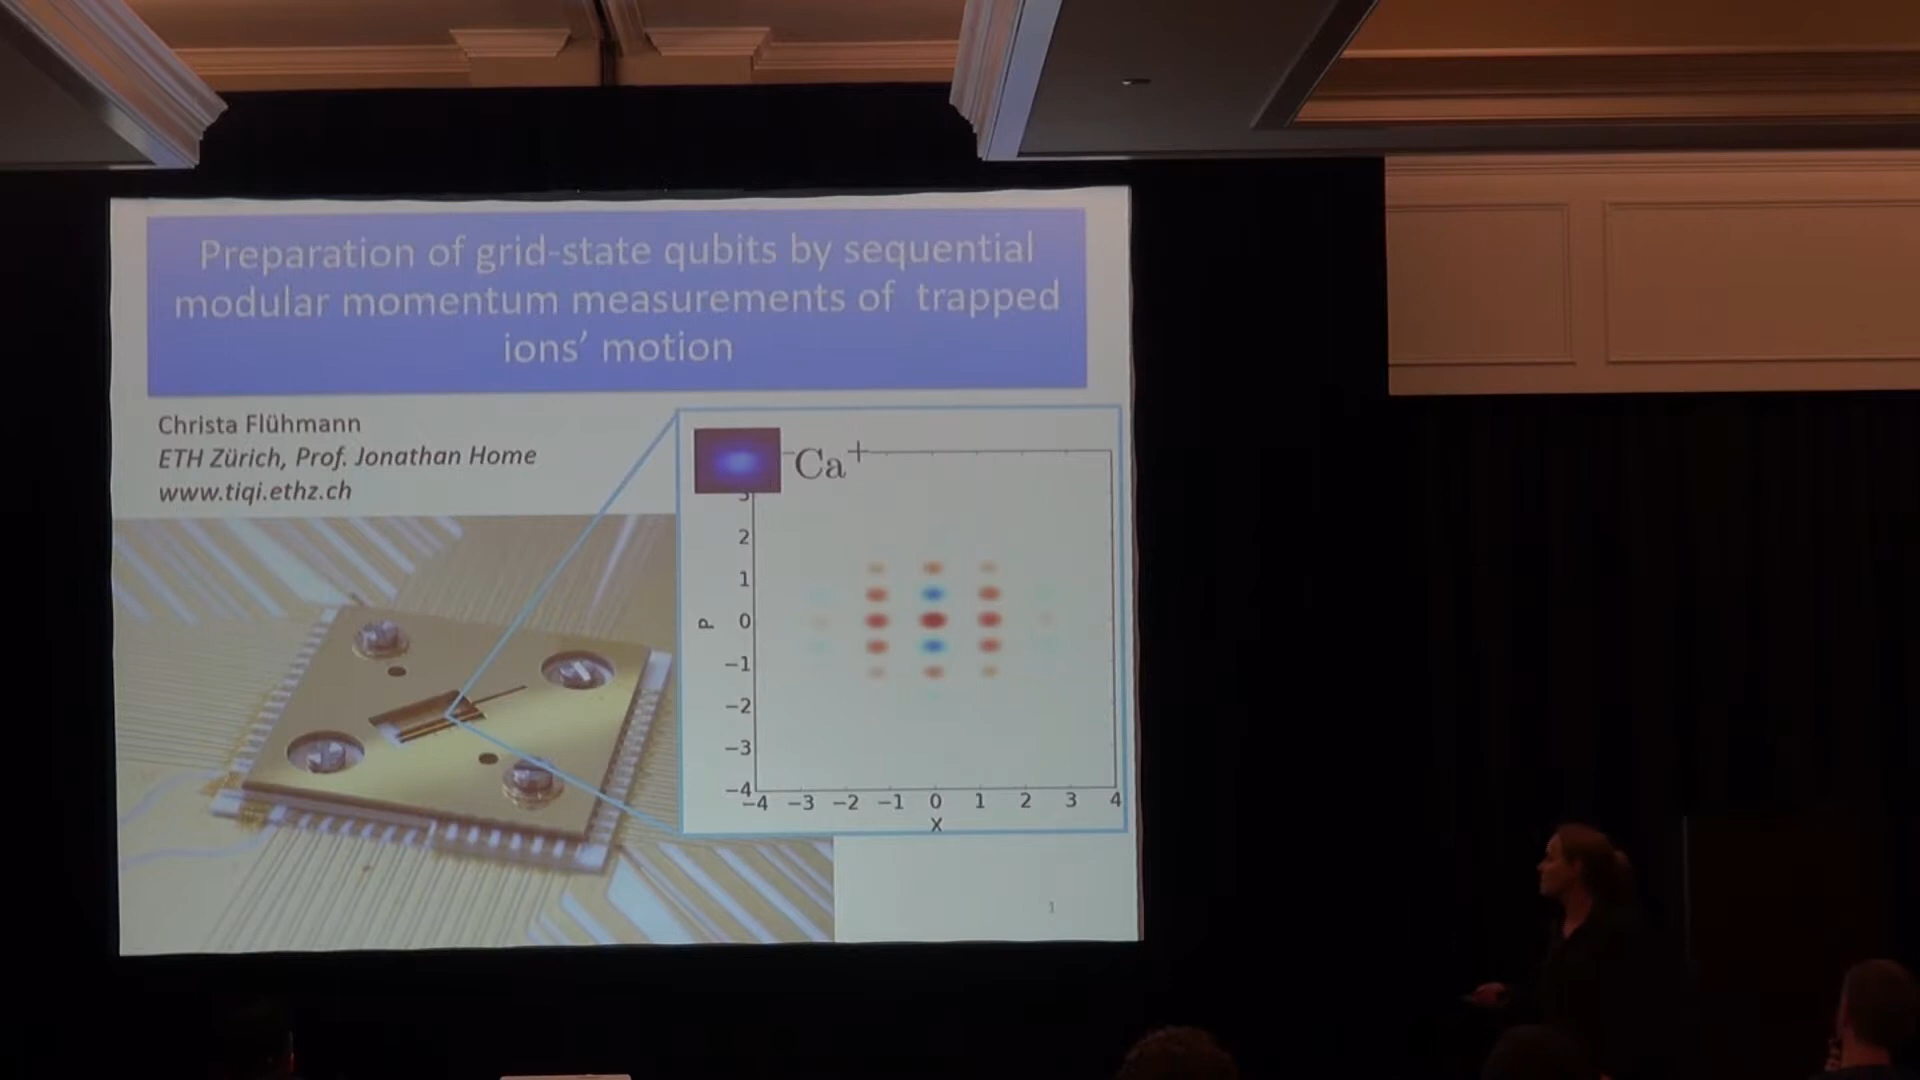 Preparation of grid-state qubits by sequential
modular momentum measurements of trapped
ions’ motion
Christa Flühmann
ETH Zürich, Prof. Jonathan Home
www.tiqi.ethz.ch
Ca+
3
2
1
0
−1
−2
−3
−4
P
−4 −3 −2 −1 0 1 2 3 4
X
1